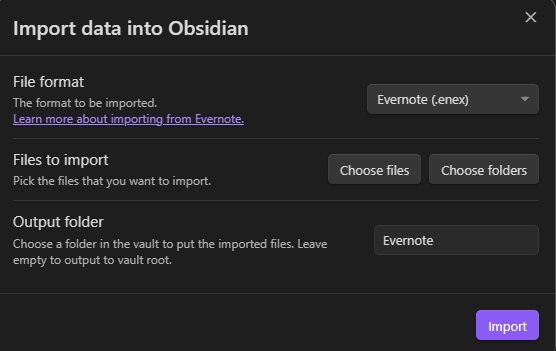 Import data into Obsidian
File format
The format to be imported.
Learn more about importing from Evernote.
Evernote (.enex)
Files to import
Pick the files that you want to import.
Choose files
Choose folders
Output folder
Choose a folder in the vault to put the imported files. Leave
empty to output to vault root.
Evernote
Import